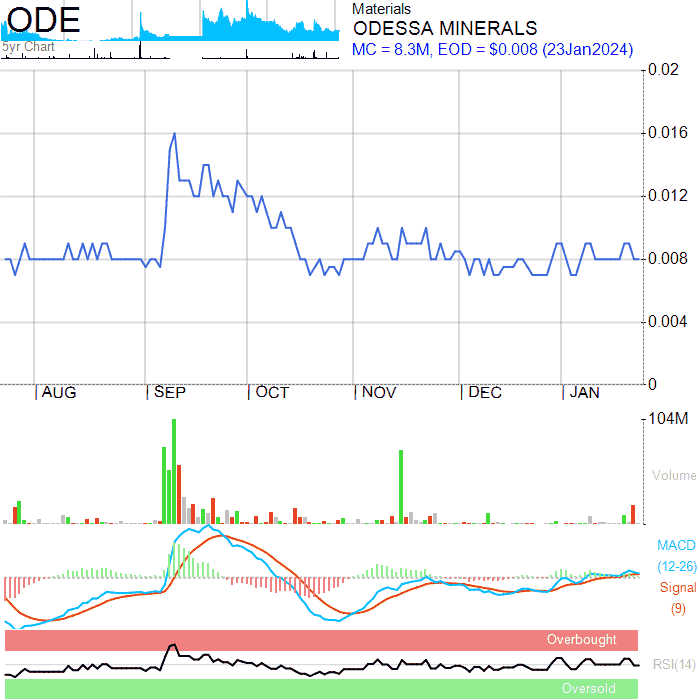 ODE
5yr Chart
Materials
ODESSA MINERALS
MC = 8.3M, EOD = $0.008 (23Jan2024)
0.02
0.016
0.012
0.008
0.004
0
AUG SEP OCT NOV DEC JAN
104M
Volume
MACD
(12-26)
Signal
(9)
Overbought
RSI(14)
Oversold